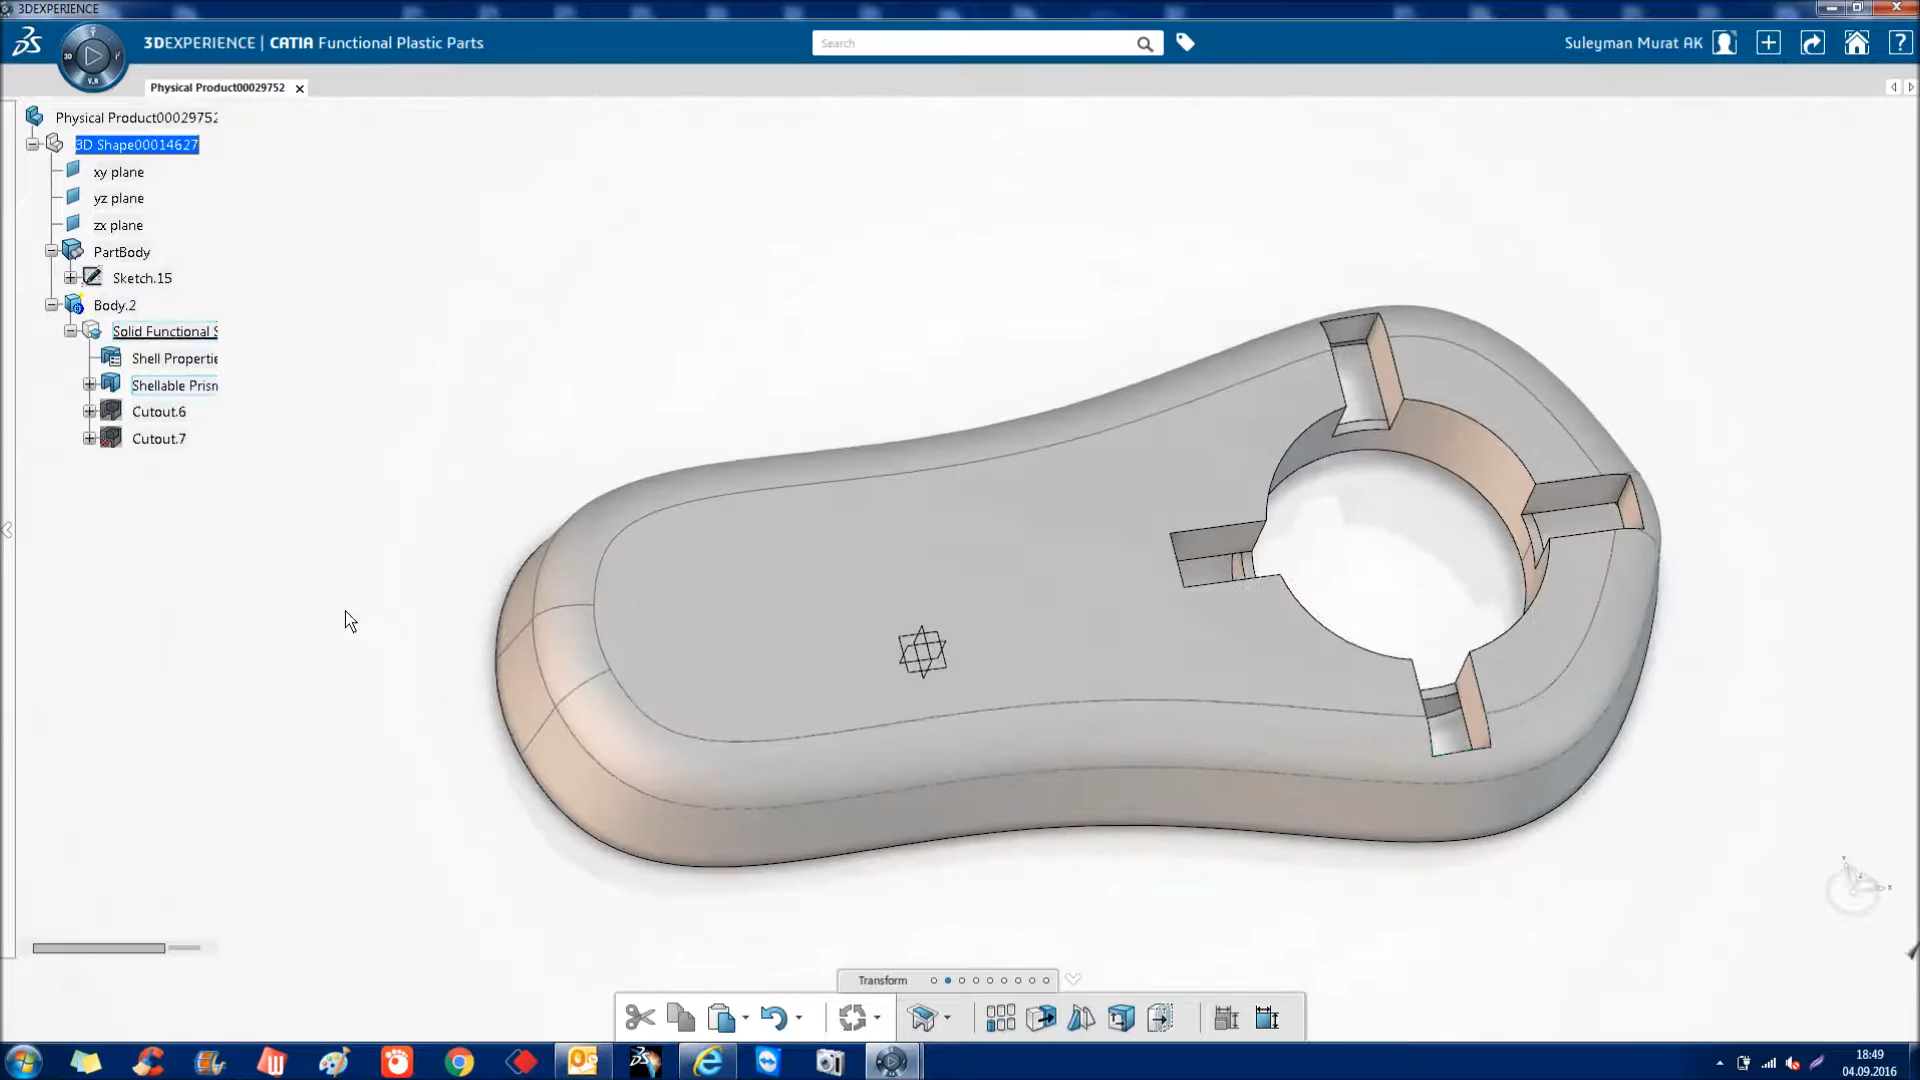 3DEXPERIENCE
3DEXPERIENCE | CATIA Functional Plastic Parts
Search
Suleyman Murat AK
3D
V.R
Physical Product00029752
Physical Product00029752
3D Shape00014627
xy plane
yz plane
zx plane
PartBody
Sketch.15
Body.2
Solid Functional S
Shell Propertie
Shellable Prisn
Cutout.6
Cutout.7
Y
Z
X
Transform
18:49
04.09.2016